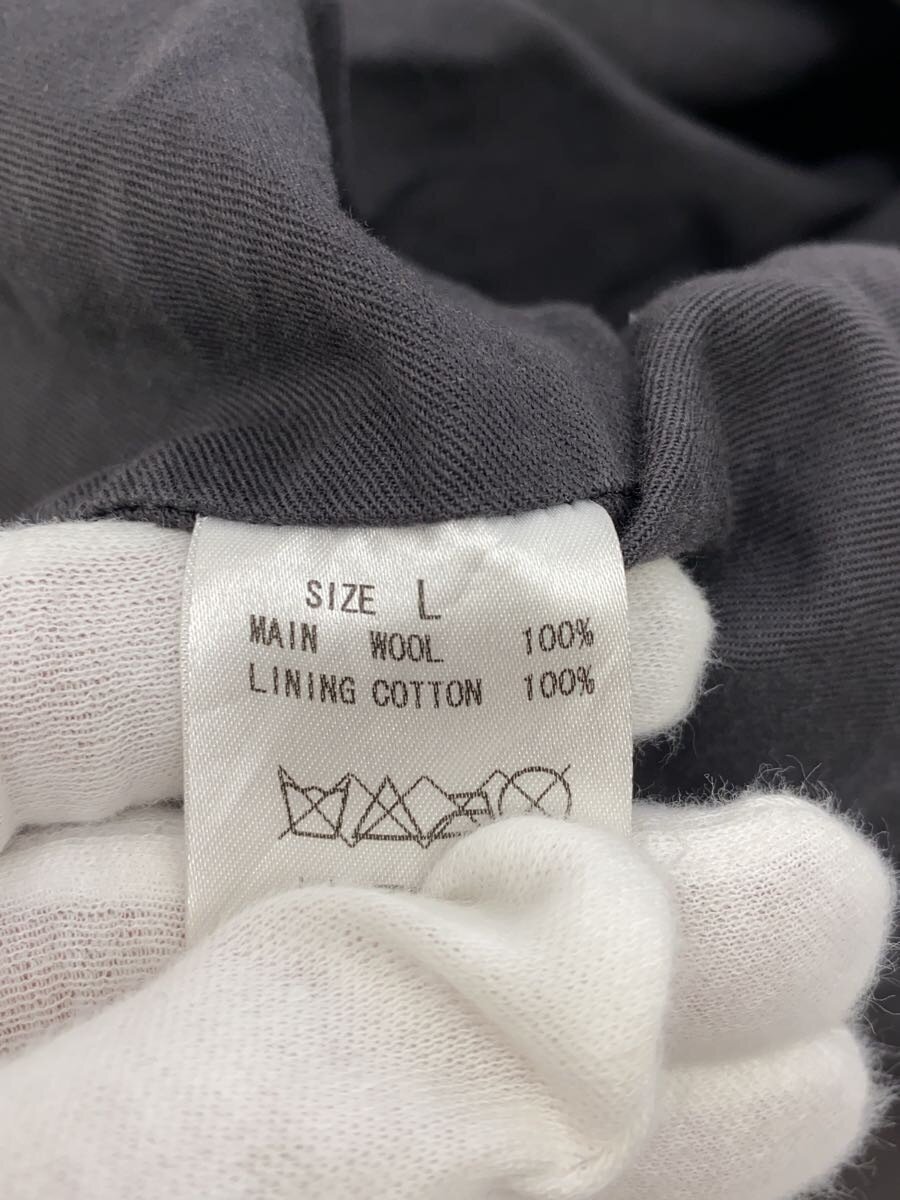 SIZE L
MAIN WOOL 100%
LINING COTTON 100%